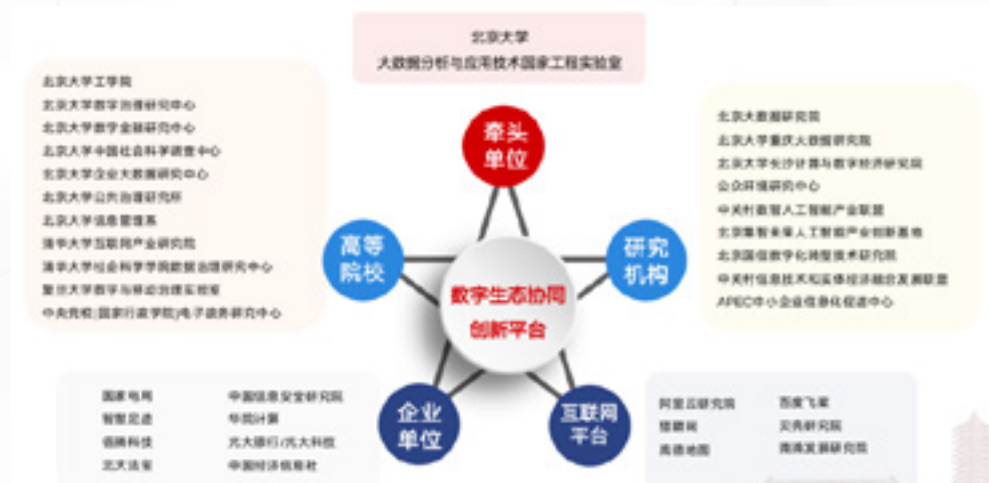 北京大学
大数据分析与应用技术国家工程实验室
北京大学工学院
北京大学数字治理研究中心
北京大学数字金融研究中心
北京大学中国社会科学调查中心
北京大学企业大数据研究中心
北京大学公共治理研究所
北京大学信息管理系
清华大学互联网产业研究院
清华大学社会科学学院数据治理研究中心
复旦大学数字与移动治理实验室
中央党校(国家行政学院)电子政务研究中心
牵头
单位
高等
院校
研究
机构
数字生态协同
创新平台
企业
单位
互联网
平台
北京大数据研究院
北京大学重庆大数据研究院
北京大学长沙计算与数字经济研究院
公众环境研究中心
中关村数智人工智能产业联盟
北京集智未来人工智能产业创新基地
北京国信数字化转型技术研究院
中关村信息技术和实体经济融合发展联盟
APEC中小企业信息化促进中心
国家电网 中国信息安全研究院
智慧足迹 华院计算
光大银行/光大科技
北大法宝 中国经济信息社
阿里云研究院 百度飞桨
猎聘网 贝壳研究院
高德地图 发展研究院